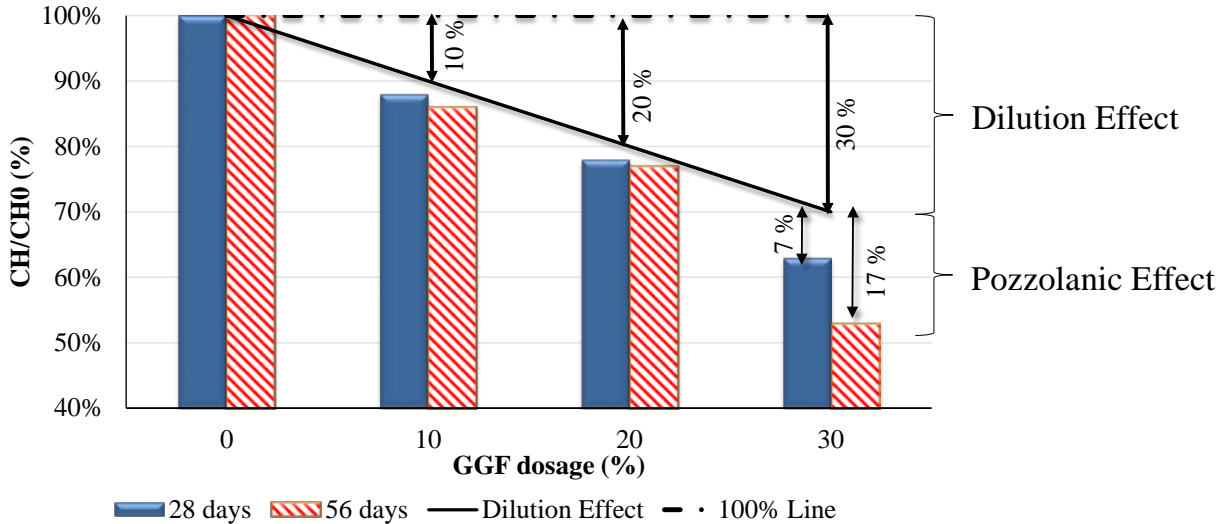 100%
90%
80%
70%
60%
50%
40%
CH/CH0 (%)
10 %
20 %
30 %
7 %
17 %
Dilution Effect
Pozzolanic Effect
0
10
20
30
GGF dosage (%)
28 days
56 days
Dilution Effect
100% Line